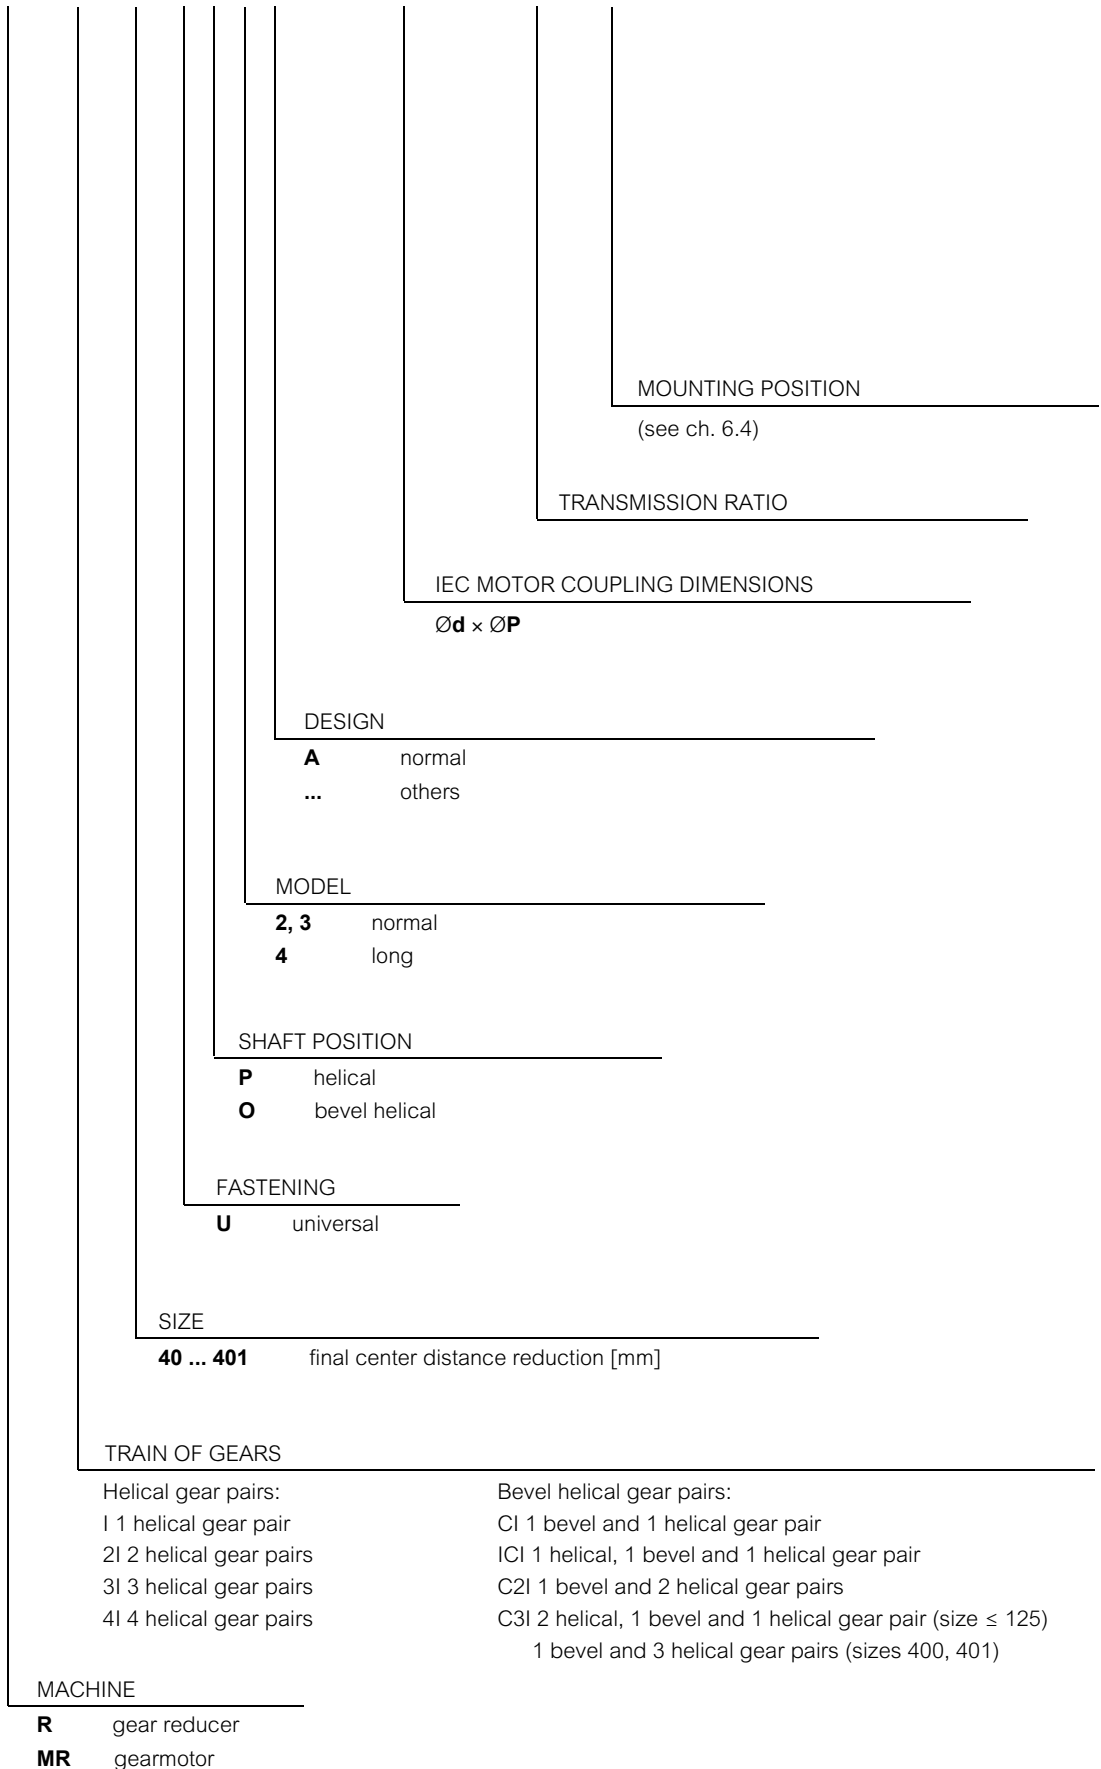 MOUNTING POSITION
(see ch. 6.4)
TRANSMISSION RATIO
IEC MOTOR COUPLING DIMENSIONS
Ød × ØP
DESIGN
A normal
... others
MODEL
2, 3 normal
4 long
SHAFT POSITION
P helical
O bevel helical
FASTENING
U universal
SIZE
40 ... 401 final center distance reduction [mm]
TRAIN OF GEARS
Helical gear pairs:
I 1 helical gear pair
2I 2 helical gear pairs
3I 3 helical gear pairs
4I 4 helical gear pairs
Bevel helical gear pairs:
CI 1 bevel and 1 helical gear pair
ICI 1 helical, 1 bevel and 1 helical gear pair
C2I 1 bevel and 2 helical gear pairs
C3I 2 helical, 1 bevel and 1 helical gear pair (size ≤ 125)
1 bevel and 3 helical gear pairs (sizes 400, 401)
MACHINE
R gear reducer
MR gearmotor